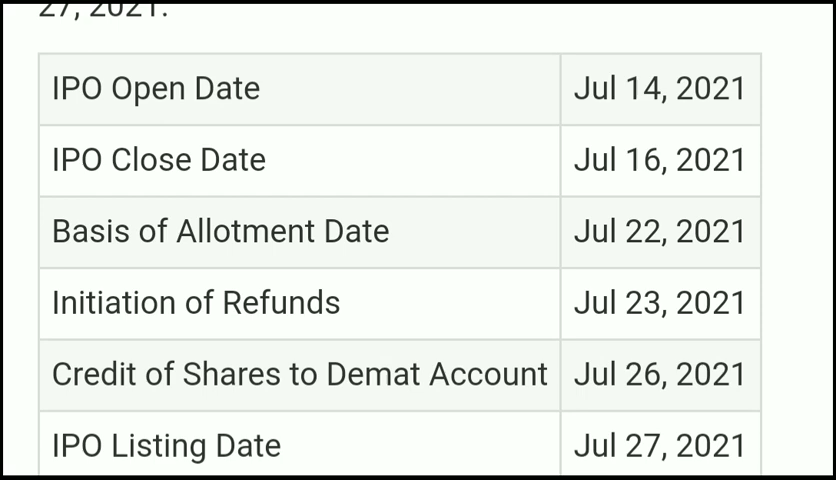 27, 2021.
IPO Open Date Jul 14, 2021
IPO Close Date Jul 16, 2021
Basis of Allotment Date Jul 22, 2021
Initiation of Refunds Jul 23, 2021
Credit of Shares to Demat Account Jul 26, 2021
IPO Listing Date Jul 27, 2021